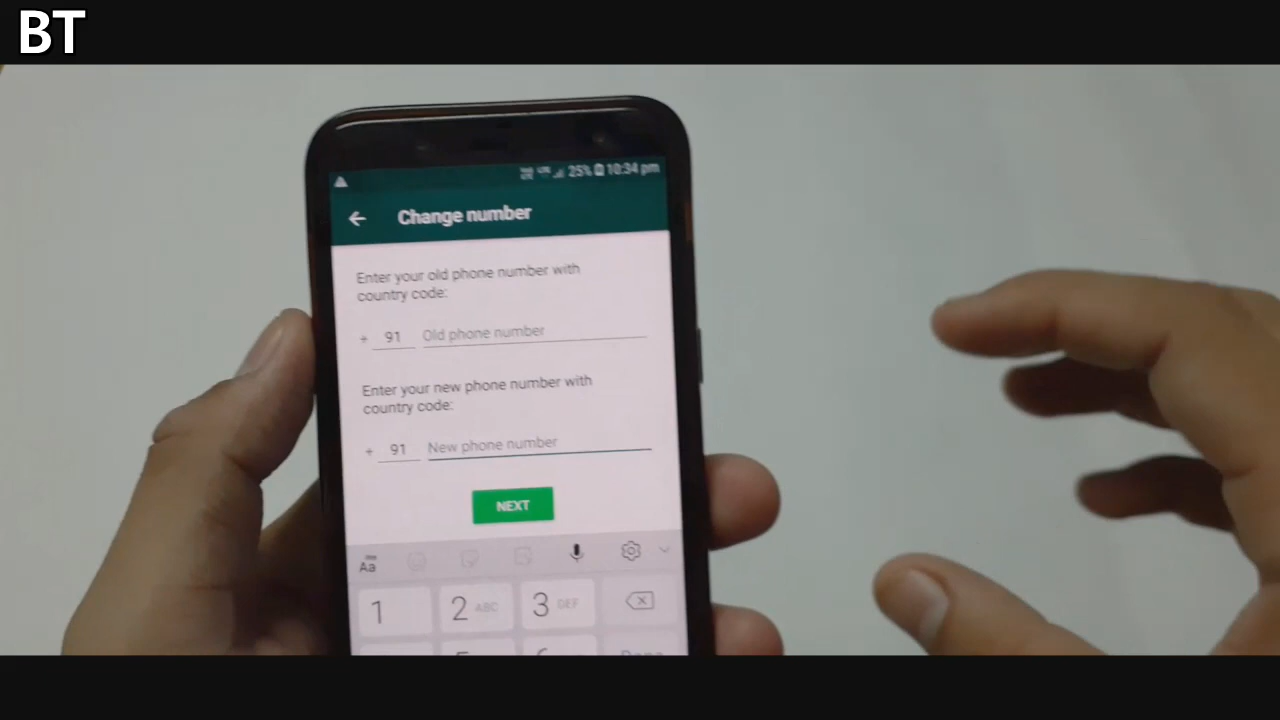 BT
25% 10:34 pm
Change number
Enter your old phone number with
country code:
+ 91 Old phone number
Enter your new phone number with
country code:
+ 91 New phone number
NEXT
Aa
1 2 ABC 3 DEF